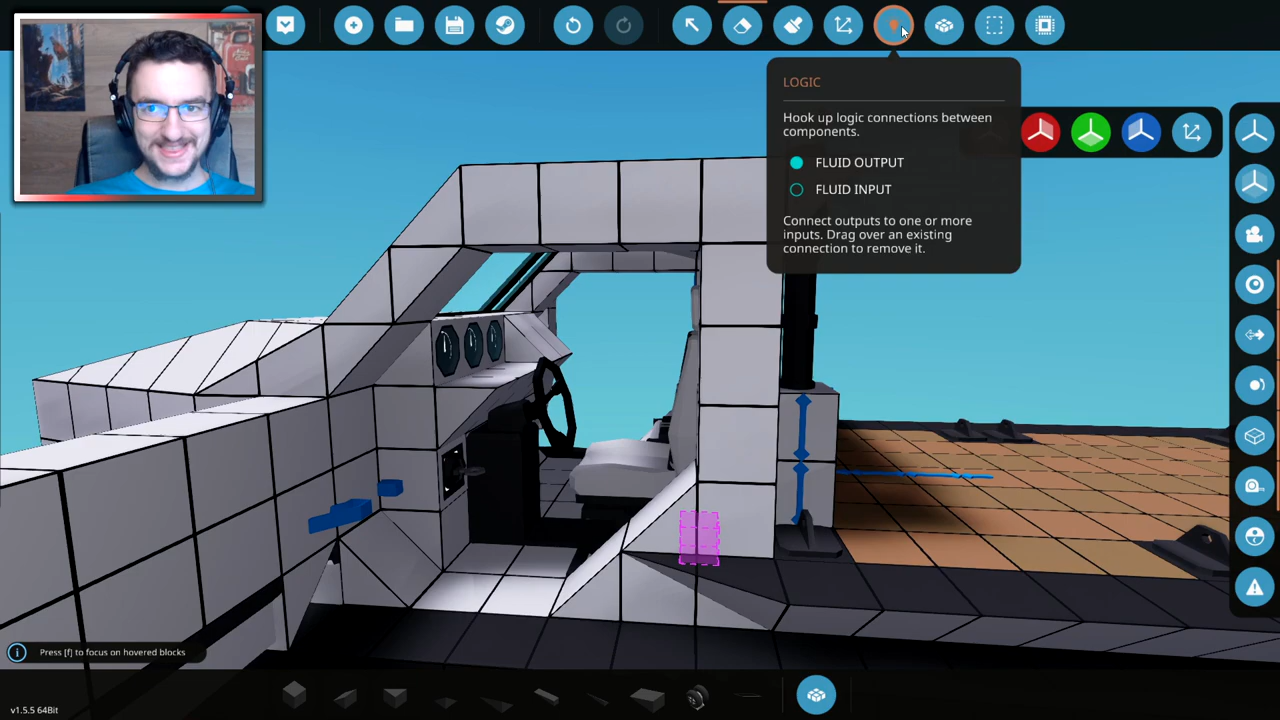 LOGIC
Hook up logic connections between
components.
FLUID OUTPUT
FLUID INPUT
Connect outputs to one or more
inputs. Drag over an existing
connection to remove it.
Press [f] to focus on hovered blocks
v1.5.5 64Bit